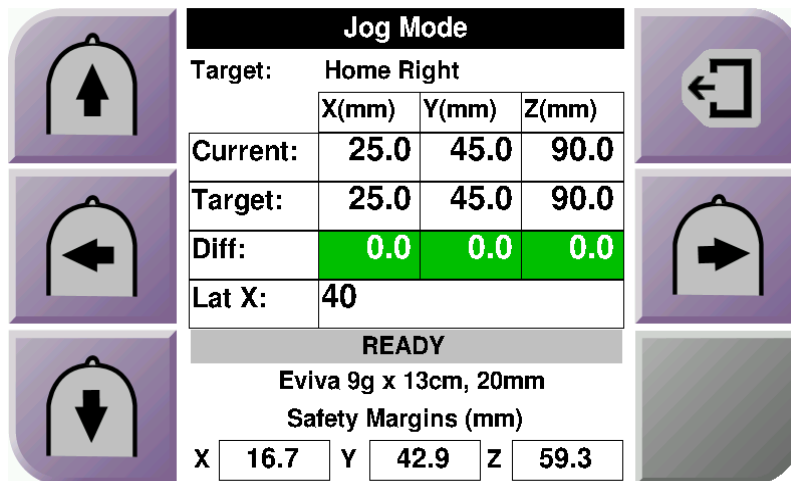 Jog Mode
Target: Home Right
X(mm) Y(mm) Z(mm)
Current: 25.0 45.0 90.0
Target: 25.0 45.0 90.0
Diff: 0.0 0.0 0.0
Lat X: 40
READY
Eviva 9g x 13cm, 20mm
Safety Margins (mm)
X 16.7 Y 42.9 Z 59.3